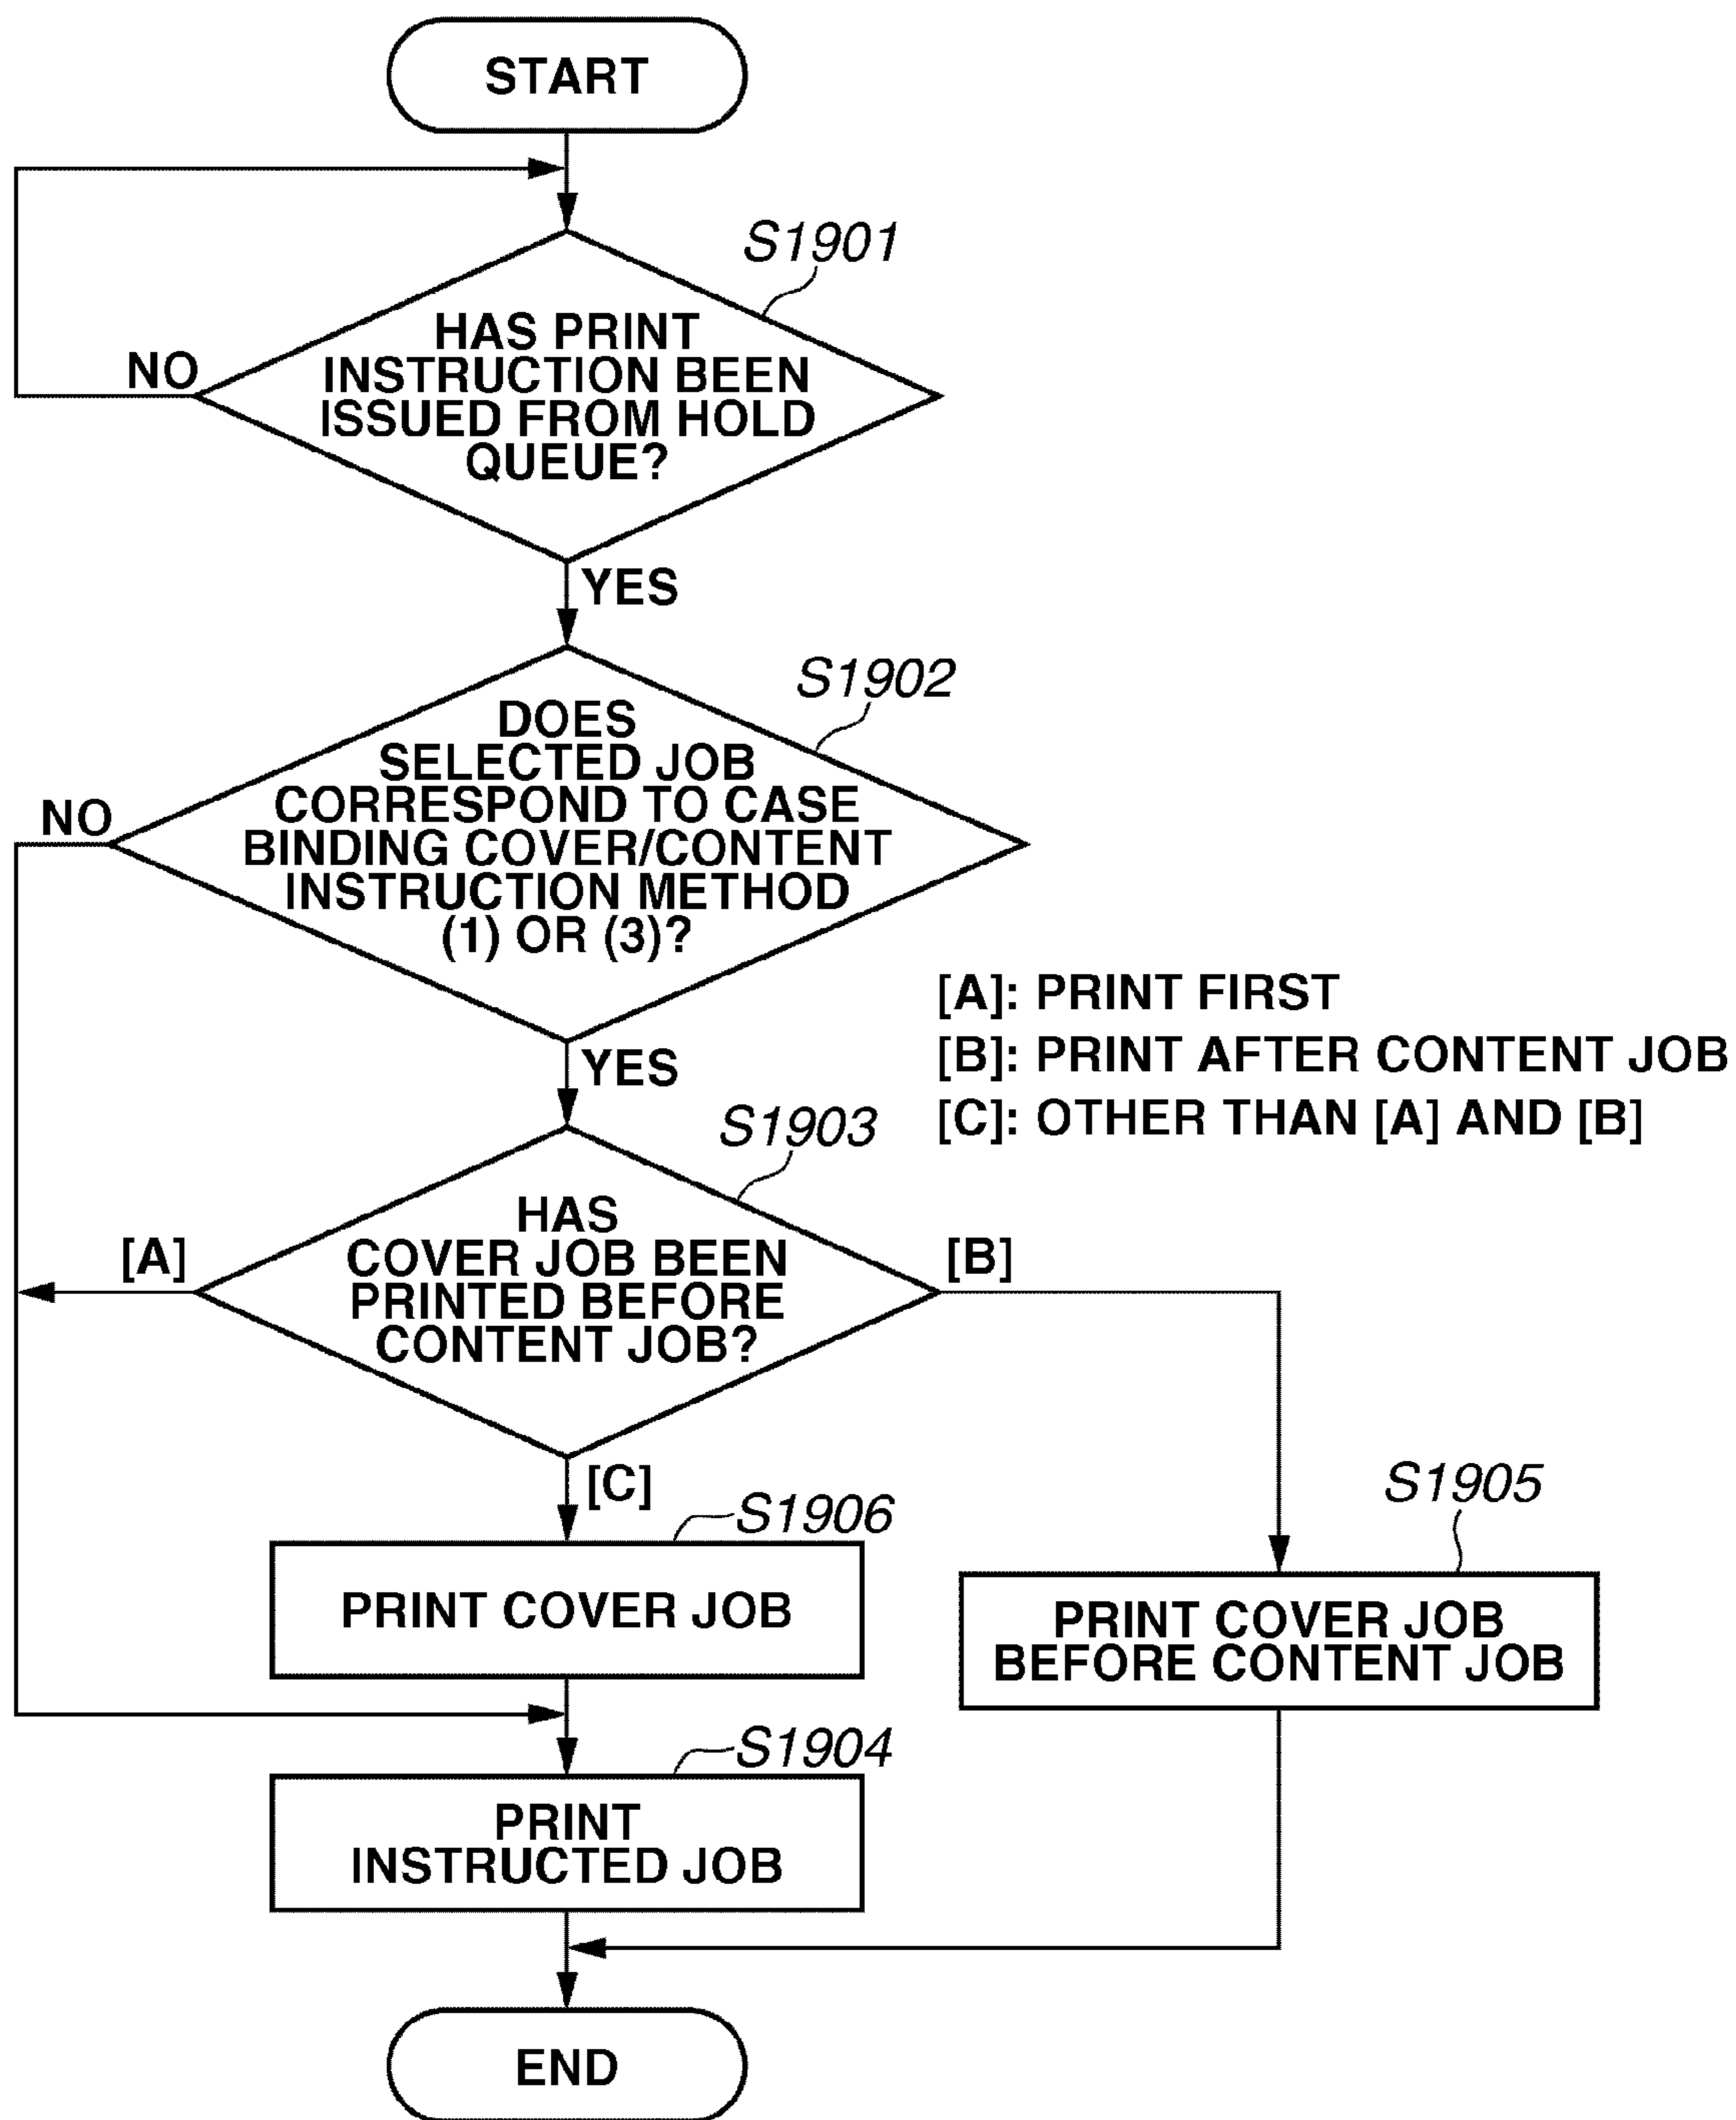 START
S1901
HAS PRINT
INSTRUCTION BEEN
ISSUED FROM HOLD
QUEUE?
NO
YES
S1902
DOES
SELECTED JOB
CORRESPOND TO CASE
BINDING COVER/CONTENT
INSTRUCTION METHOD
(1) OR (3)?
NO
YES
[A]: PRINT FIRST
[B]: PRINT AFTER CONTENT JOB
[C]: OTHER THAN [A] AND [B]
S1903
HAS
COVER JOB BEEN
PRINTED BEFORE
CONTENT JOB?
[A]
[B]
[C]
S1906
PRINT COVER JOB
S1905
PRINT COVER JOB
BEFORE CONTENT JOB
S1904
PRINT
INSTRUCTED JOB
END